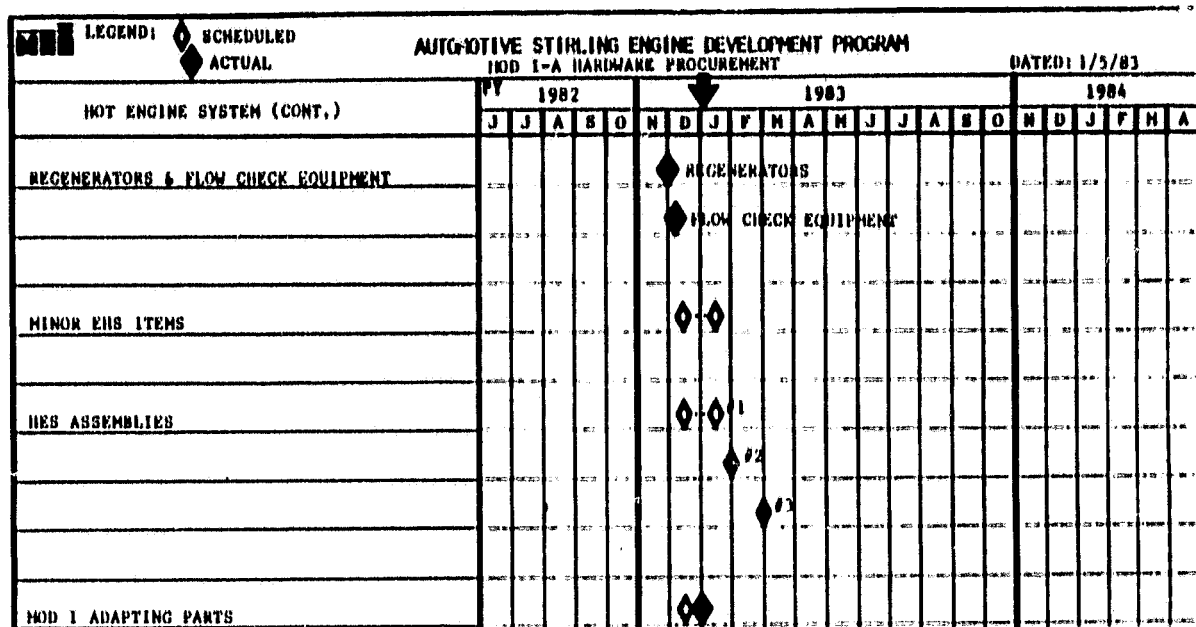 MTI LEGEND: SCHEDULED
ACTUAL
AUTOMOTIVE STIRLING ENGINE DEVELOPMENT PROGRAM
MOD I-A HARDWARE PROCUREMENT
DATED: 1/5/83
HOT ENGINE SYSTEM (CONT.)
FY 1982 1983 1984
J J A S O N D J F M A M J J A S O N D J F M A
REGENERATORS & FLOW CHECK EQUIPMENT
REGENERATORS
FLOW CHECK EQUIPMENT
MINOR EHS ITEMS
HES ASSEMBLIES
#1
#2
#3
MOD I ADAPTING PARTS